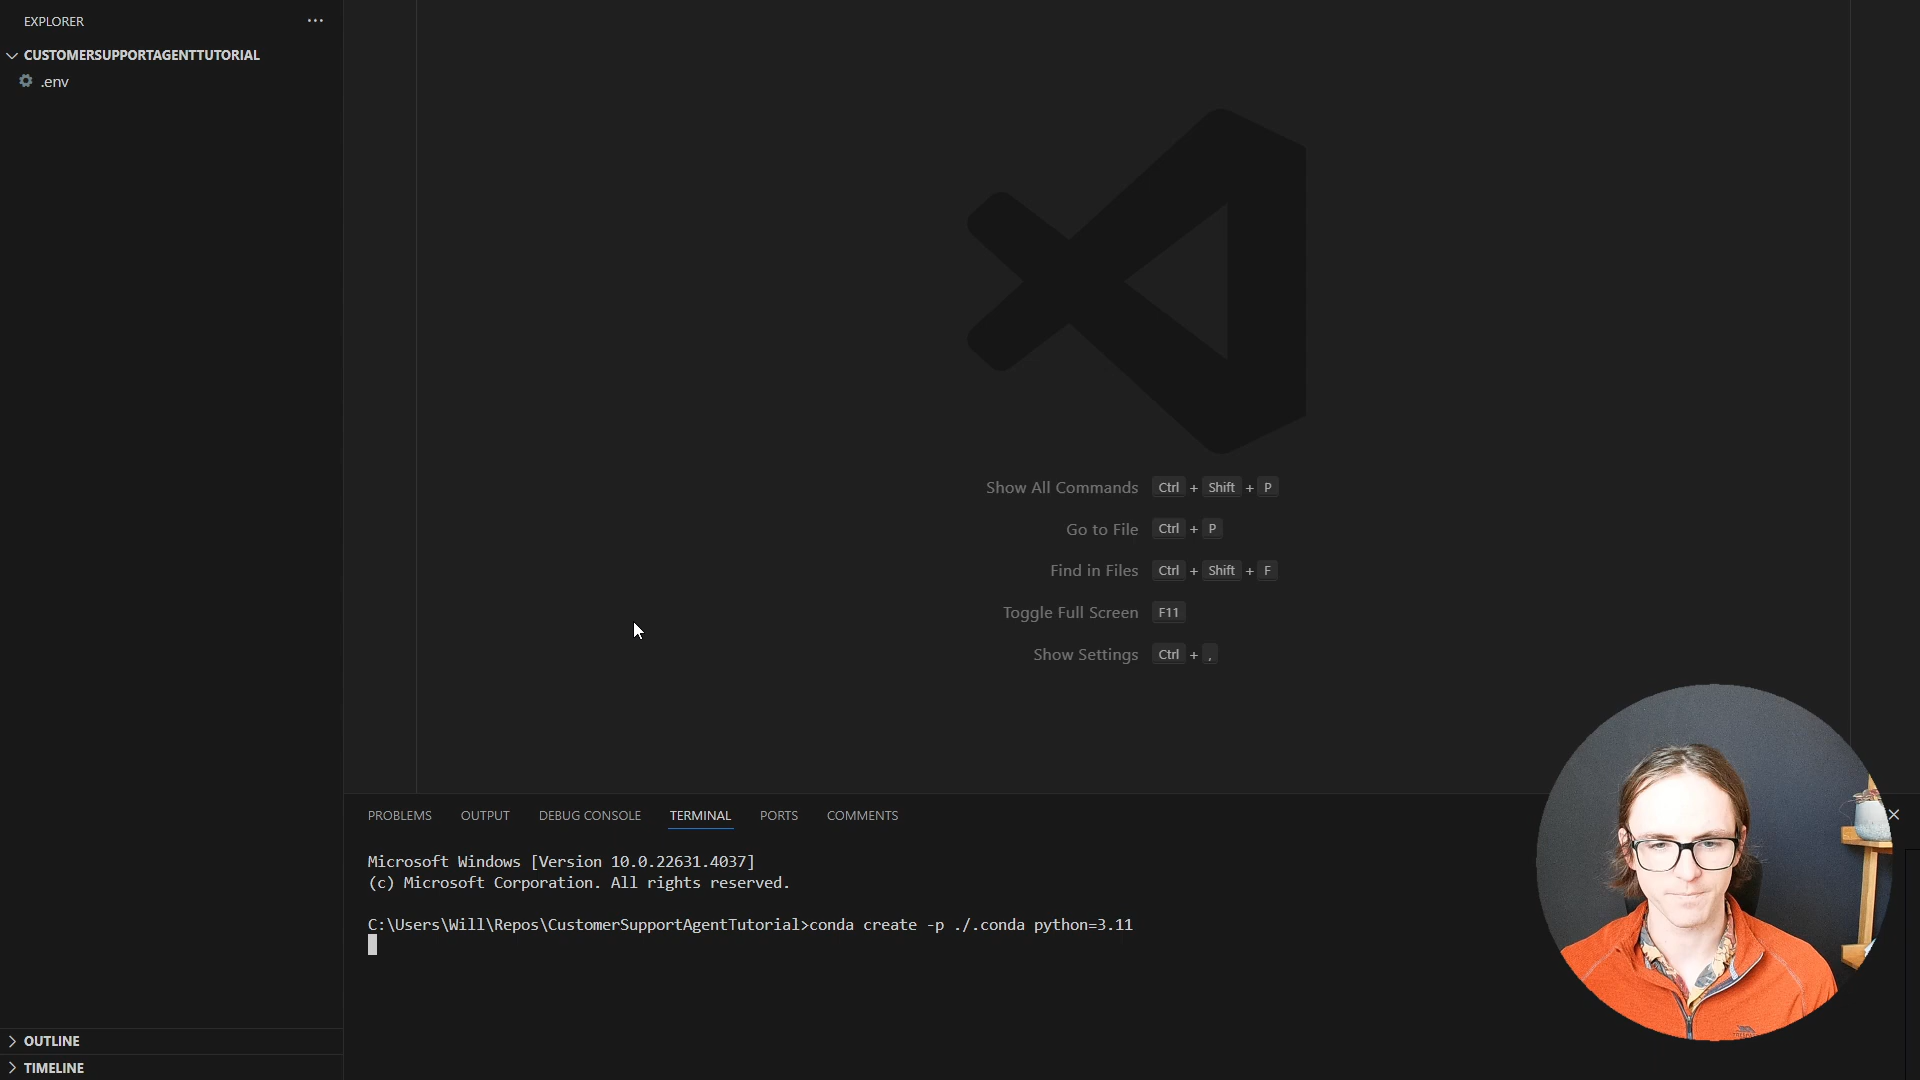 EXPLORER
CUSTOMERSUPPORTAGENTTUTORIAL
.env
Show All Commands Ctrl + Shift + P
Go to File Ctrl + P
Find in Files Ctrl + Shift + F
Toggle Full Screen F11
Show Settings Ctrl + ,
PROBLEMS OUTPUT DEBUG CONSOLE TERMINAL PORTS COMMENTS
Microsoft Windows [Version 10.0.22631.4037]
(c) Microsoft Corporation. All rights reserved.
C:\Users\Will\Repos\CustomerSupportAgentTutorial>conda create -p ./.conda python=3.11
OUTLINE
TIMELINE